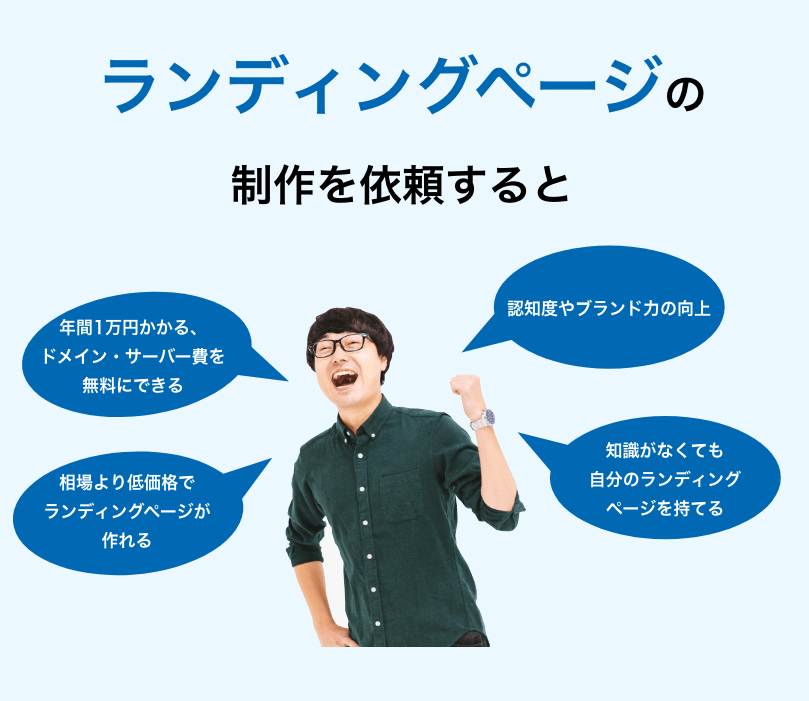 ランディングページの
制作を依頼すると
年間1万円かかる、
ドメイン・サーバー費を
無料にできる
認知度やブランド力の向上
相場より低価格で
ランディングページが
作れる
知識がなくても
自分のランディング
ページを持てる